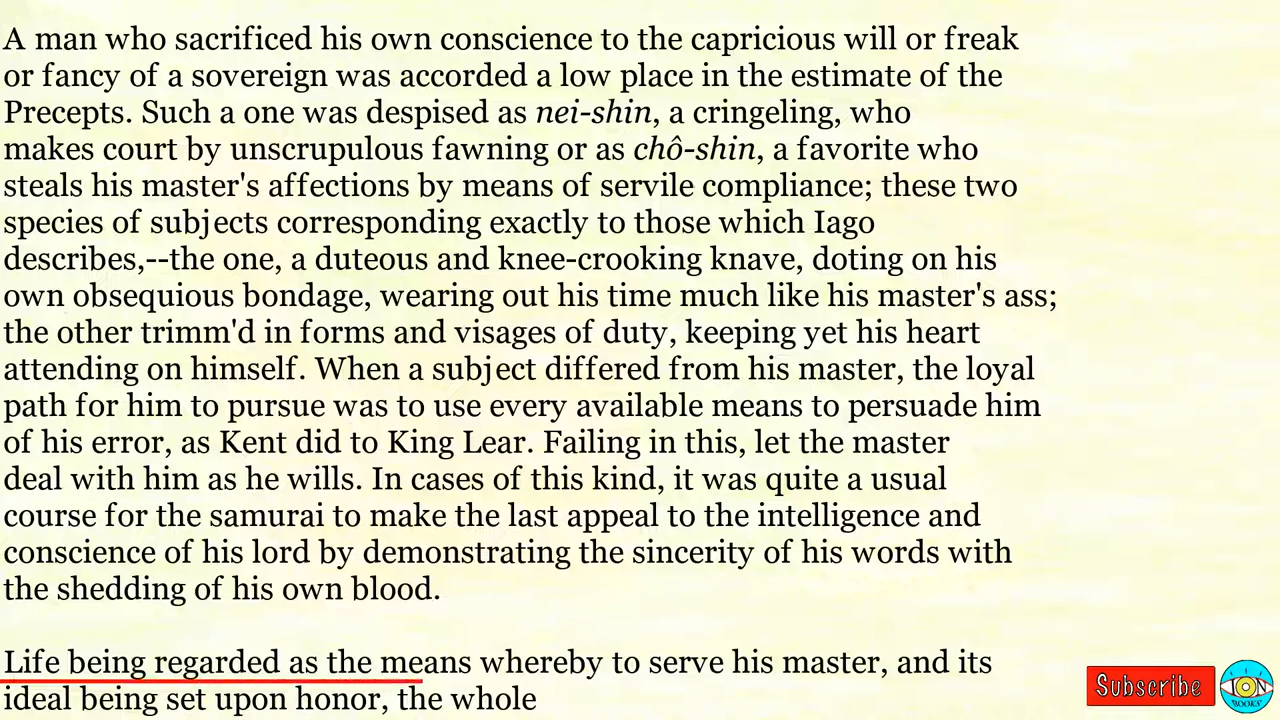 A man who sacrificed his own conscience to the capricious will or freak
or fancy of a sovereign was accorded a low place in the estimate of the
Precepts. Such a one was despised as nei-shin, a cringeling, who
makes court by unscrupulous fawning or as chô-shin, a favorite who
steals his master's affections by means of servile compliance; these two
species of subjects corresponding exactly to those which Iago
describes,--the one, a duteous and knee-crooking knave, doting on his
own obsequious bondage, wearing out his time much like his master's ass;
the other trimm'd in forms and visages of duty, keeping yet his heart
attending on himself. When a subject differed from his master, the loyal
path for him to pursue was to use every available means to persuade him
of his error, as Kent did to King Lear. Failing in this, let the master
deal with him as he wills. In cases of this kind, it was quite a usual
course for the samurai to make the last appeal to the intelligence and
conscience of his lord by demonstrating the sincerity of his words with
the shedding of his own blood.
Life being regarded as the means whereby to serve his master, and its
ideal being set upon honor, the whole
Subscribe
ION
BOOKS